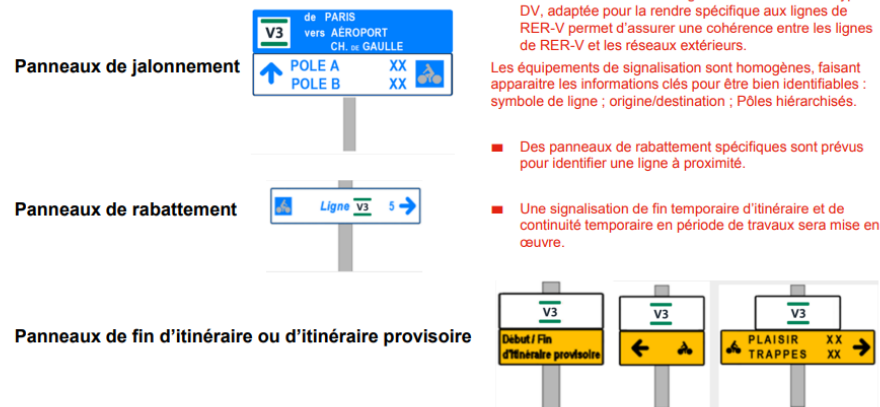 DV, adaptée pour la rendre spécifique aux lignes de
RER-V permet d’assurer une cohérence entre les lignes
de RER-V et les réseaux extérieurs.
Les équipements de signalisation sont homogènes, faisant
apparaitre les informations clés pour être bien identifiables :
symbole de ligne ; origine/destination ; Pôles hiérarchisés.
Panneaux de jalonnement
V3
de PARIS
vers AÉROPORT
CH. DE GAULLE
POLE A XX
POLE B XX
Des panneaux de rabattement spécifiques sont prévus
pour identifier une ligne à proximité.
Panneaux de rabattement
Ligne V3 5
Une signalisation de fin temporaire d’itinéraire et de
continuité temporaire en période de travaux sera mise en
œuvre.
Panneaux de fin d’itinéraire ou d’itinéraire provisoire
V3
Début / Fin
d'itinéraire provisoire
V3
V3
PLAISIR XX
TRAPPES XX